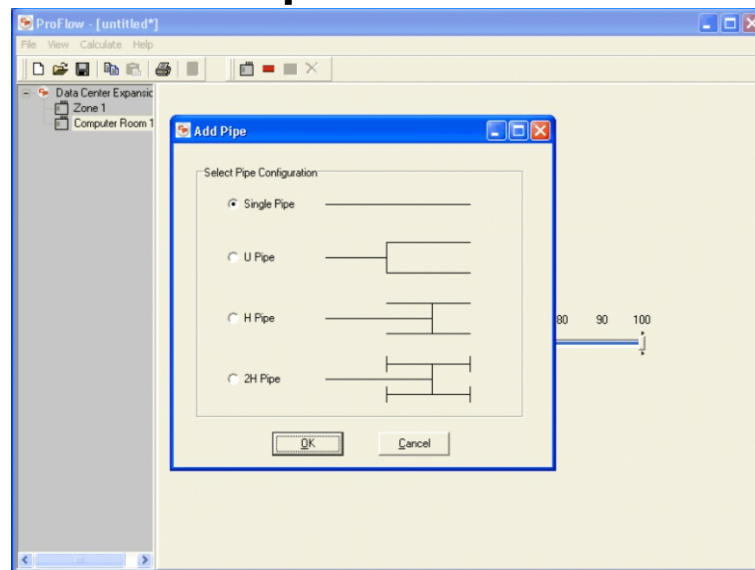 ProFlow - [untitled*]
File View Calculate Help
Data Center Expansic
Zone 1
Computer Room 1
Add Pipe
Select Pipe Configuration
Single Pipe
U Pipe
H Pipe
2H Pipe
80 90 100
OK Cancel